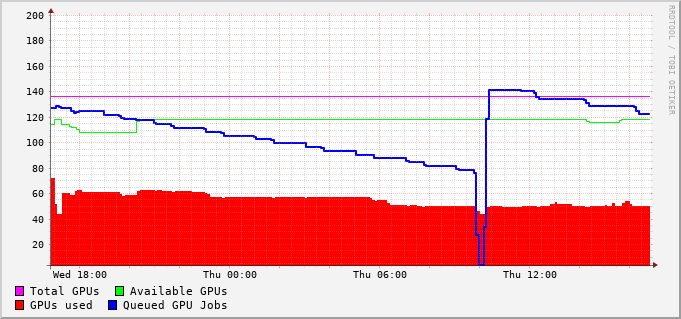 200
180
160
140
120
100
80
60
40
20
Wed 18:00 Thu 00:00 Thu 06:00 Thu 12:00
Total GPUs Available GPUs
GPUs used Queued GPU Jobs
RRDTOOL / TOBI OETIKER